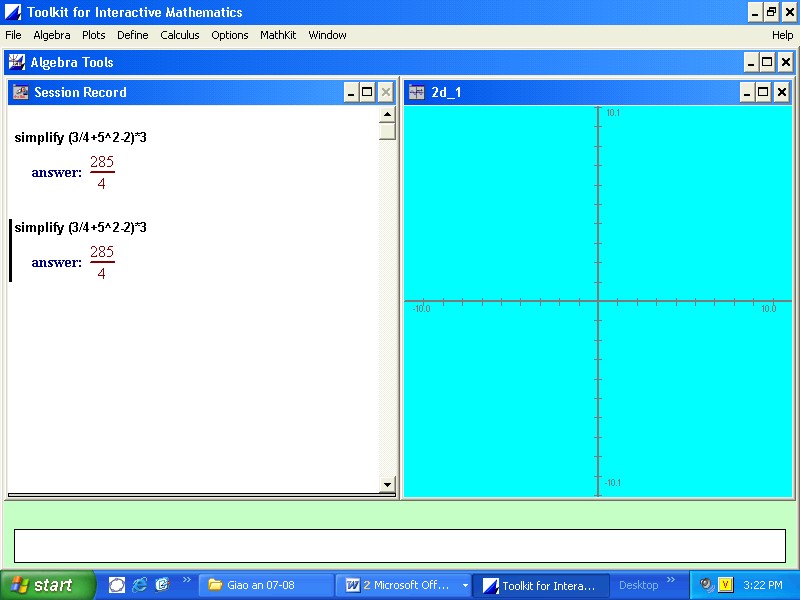 Toolkit for Interactive Mathematics
File Algebra Plots Define Calculus Options MathKit Window Help
Algebra Tools
Session Record
simplify (3/4+5^2-2)*3
answer: 285
4
simplify (3/4+5^2-2)*3
answer: 285
4
2d_1
10.1
-10.0 10.0
-10.1
start Giao an 07-08 2 Microsoft Off... Toolkit for Intera... Desktop » V 3:22 PM